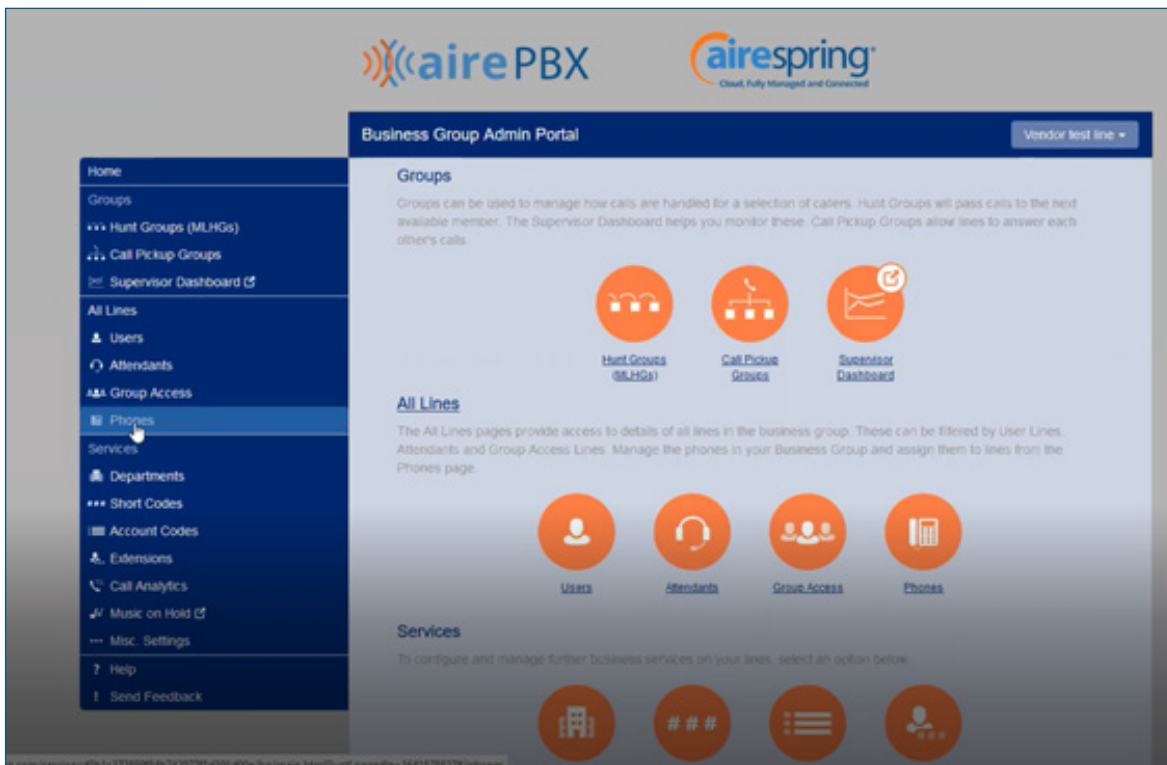 aire PBX
airespring
Cloud, Fully Managed and Connected
Business Group Admin Portal
Vendor test line
Home
Groups
Hunt Groups (MLHGs)
Call Pickup Groups
Supervisor Dashboard
All Lines
Users
Attendants
Group Access
Phones
Services
Departments
Short Codes
Account Codes
Extensions
Call Analytics
Music on Hold
Misc. Settings
? Help
! Send Feedback
Groups
Groups can be used to manage how calls are handled for a selection of callers. Hunt Groups will pass calls to the next
available member. The Supervisor Dashboard helps you monitor these. Call Pickup Groups allow lines to answer each
other's calls.
Hunt Groups
(MLHGs)
Call Pickup
Groups
Supervisor
Dashboard
All Lines
The All Lines pages provide access to details of all lines in the business group. These can be filtered by User Lines,
Attendants and Group Access Lines. Manage the phones in your Business Group and assign them to lines from the
Phones page.
Users
Attendants
Group Access
Phones
Services
To configure and manage further business services on your lines, select an option below.
###